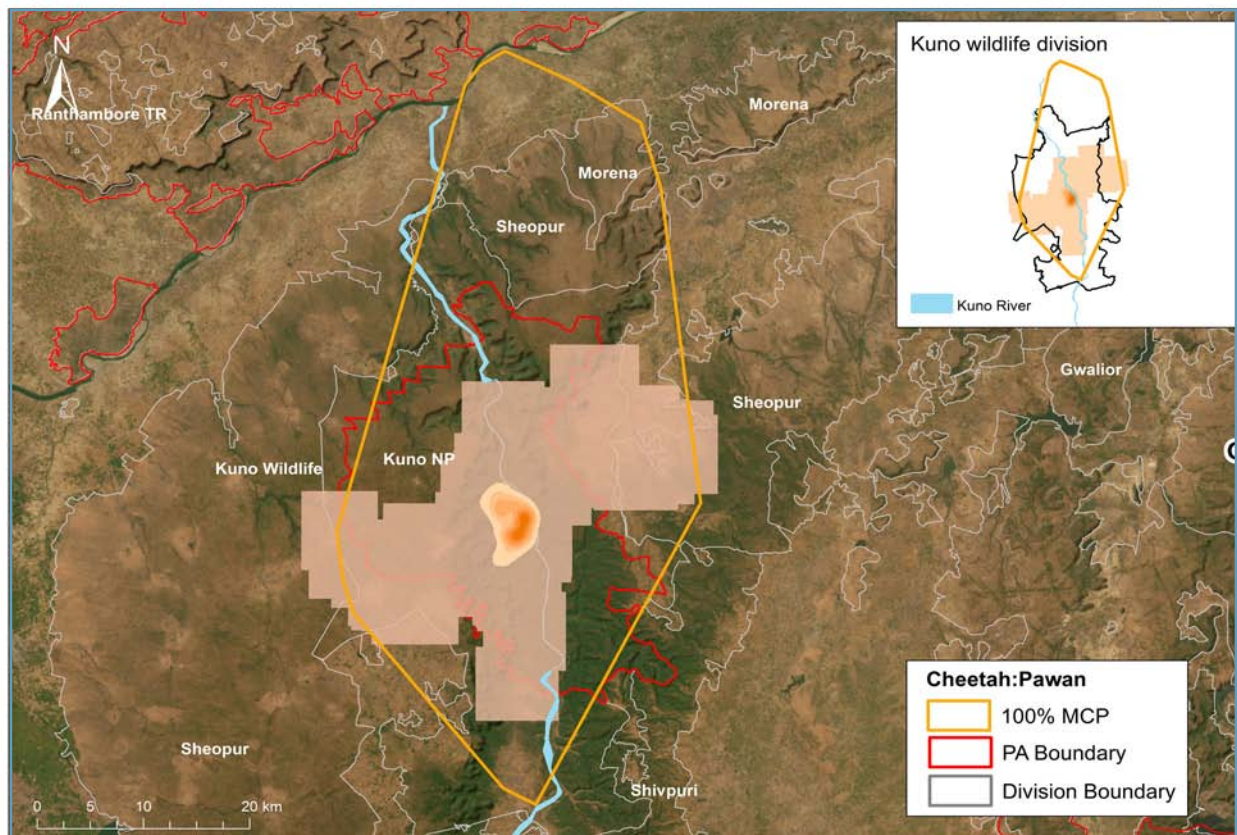 N
Ranthambore TR
Morena
Morena
Sheopur
Kuno wildlife division
Kuno River
Gwalior
Sheopur
Kuno NP
Kuno Wildlife
Sheopur
Shivpuri
0 5 10 20 km
Cheetah:Pawan
100% MCP
PA Boundary
Division Boundary